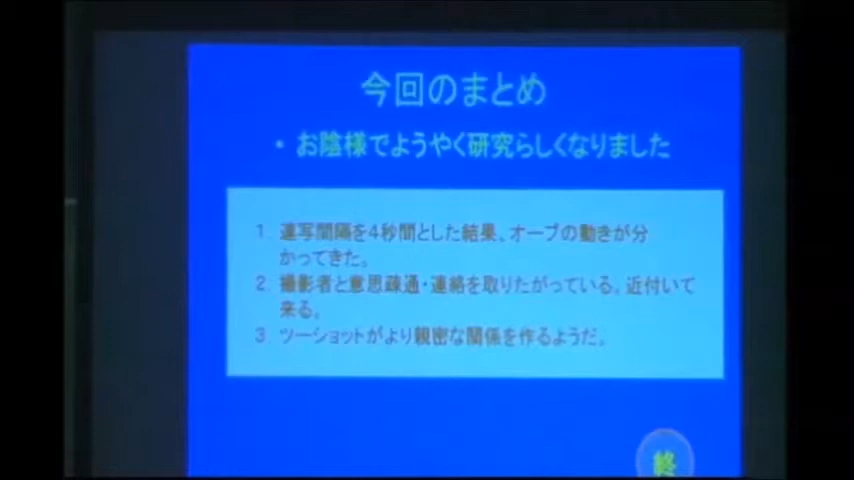 今回のまとめ
・お陰様でようやく研究らしくなりました
1. 連写間隔を4秒間とした結果、オーブの動きが分
かってきた。
2. 撮影者と意思疎通・連絡を取りたがっている。近付いて
来る。
3. ツーショットがより親密な関係を作るようだ。
終